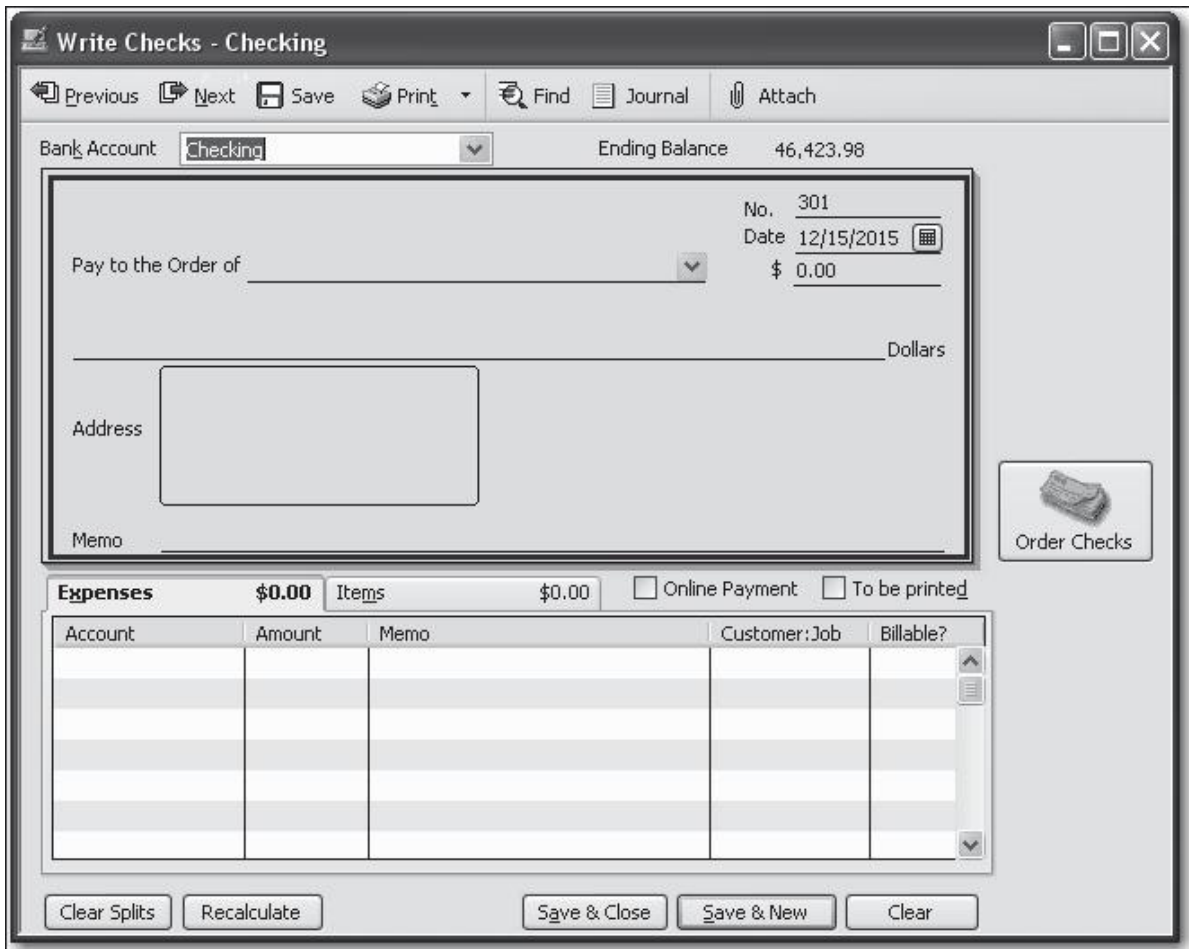 Write Checks - Checking
Previous Next Save Print Find Journal Attach
Bank Account Checking Ending Balance 46,423.98
No. 301
Date 12/15/2015
Pay to the Order of $ 0.00
Dollars
Address
Order Checks
Memo
Expenses $0.00 Items $0.00 Online Payment To be printed
Account Amount Memo Customer:Job Billable?
Clear Splits Recalculate Save & Close Save & New Clear